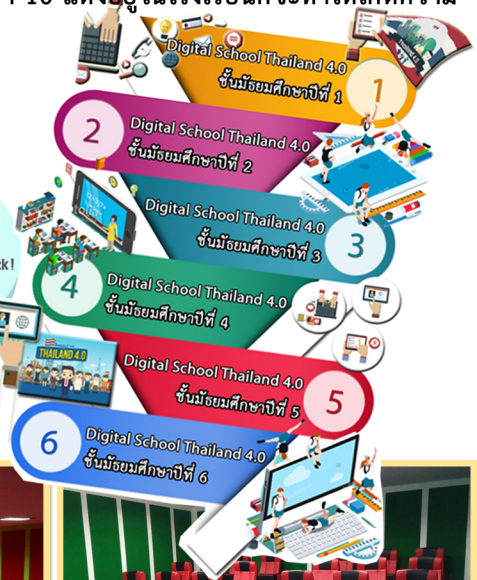 Digital School Thailand 4.0
ชั้นมัธยมศึกษาปีที่ 1
1
2
Digital School Thailand 4.0
ชั้นมัธยมศึกษาปีที่ 2
Digital School Thailand 4.0
ชั้นมัธยมศึกษาปีที่ 3
3
ck!
4
Digital School Thailand 4.0
ชั้นมัธยมศึกษาปีที่ 4
THAILAND 4.0
Digital School Thailand 4.0
ชั้นมัธยมศึกษาปีที่ 5
5
6
Digital School Thailand 4.0
ชั้นมัธยมศึกษาปีที่ 6